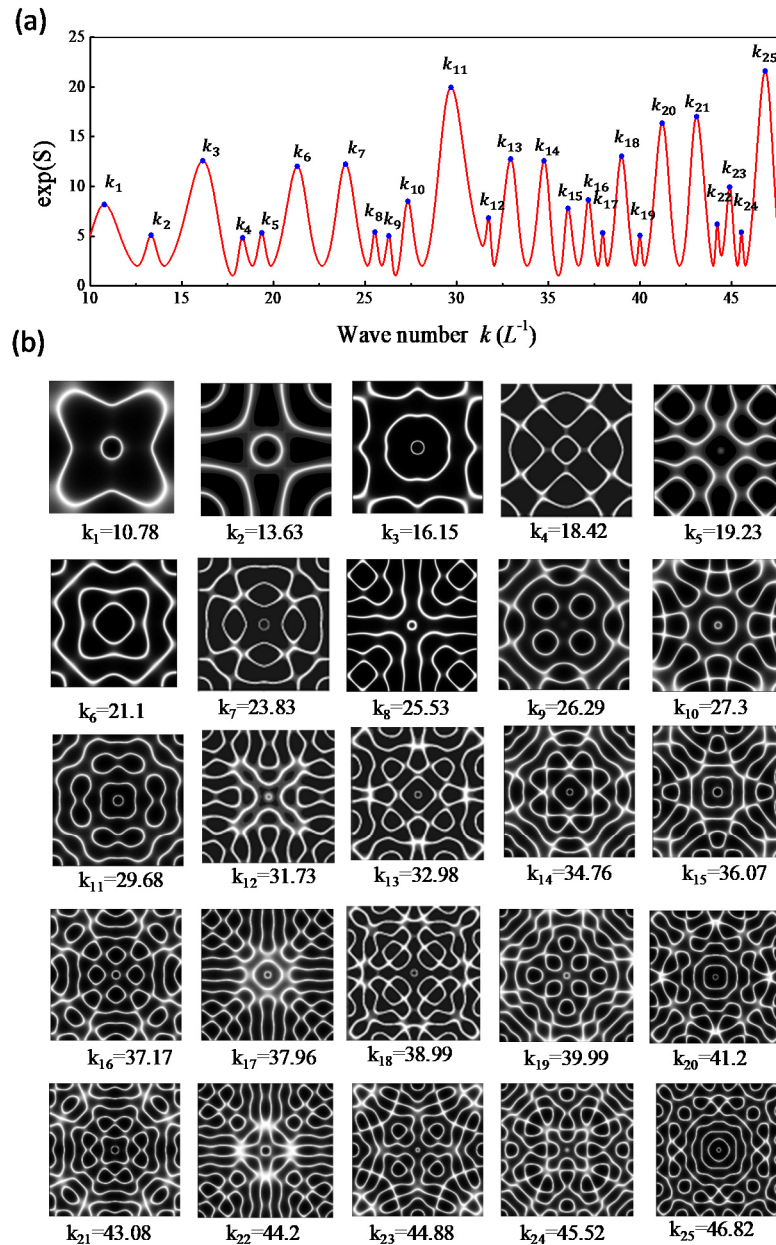 (a)
25
20
15
10
5
0
exp(S)
k₁
k₂
k₃
k₄
k₅
k₆
k₇
k₈
k₉
k₁₀
k₁₁
k₁₂
k₁₃
k₁₄
k₁₅
k₁₆
k₁₇
k₁₈
k₁₉
k₂₀
k₂₁
k₂₂
k₂₃
k₂₄
k₂₅
10 15 20 25 30 35 40 45
Wave number k (L⁻¹)
(b)
k₁=10.78 k₂=13.63 k₃=16.15 k₄=18.42 k₅=19.23
k₆=21.1 k₇=23.83 k₈=25.53 k₉=26.29 k₁₀=27.3
k₁₁=29.68 k₁₂=31.73 k₁₃=32.98 k₁₄=34.76 k₁₅=36.07
k₁₆=37.17 k₁₇=37.96 k₁₈=38.99 k₁₉=39.99 k₂₀=41.2
k₂₁=43.08 k₂₂=44.2 k₂₃=44.88 k₂₄=45.52 k₂₅=46.82